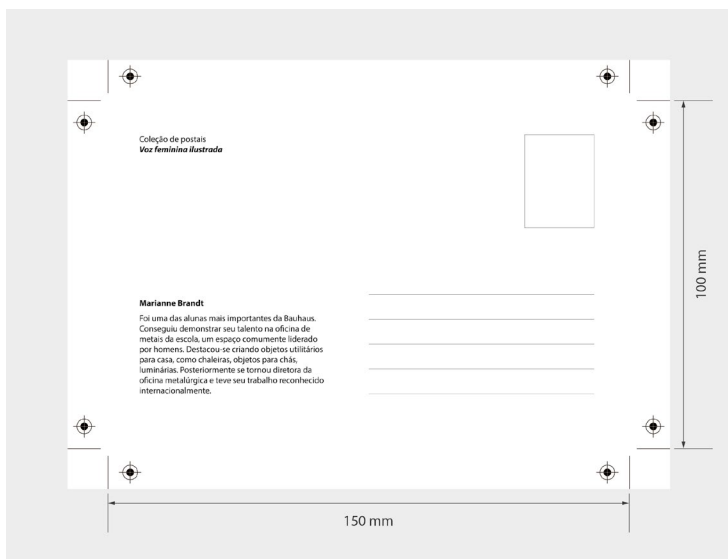 Coleção de postais
Voz feminina ilustrada
Marianne Brandt
Foi uma das alunas mais importantes da Bauhaus.
Conseguiu demonstrar seu talento na oficina de
metais da escola, um espaço comumente liderado
por homens. Destacou-se criando objetos utilitários
para casa, como chaleiras, objetos para chás,
luminárias. Posteriormente se tornou diretora da
oficina metalúrgica e teve seu trabalho reconhecido
internacionalmente.
100 mm
150 mm